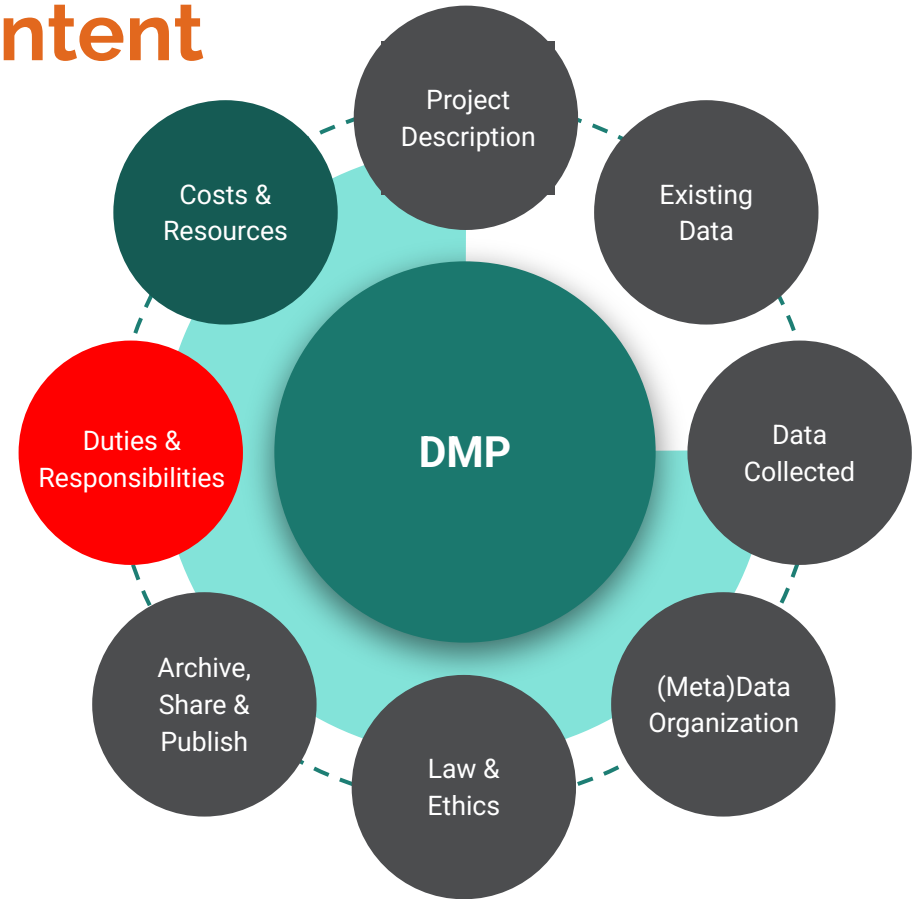 ntent
Project
Description
Existing
Data
Data
Collected
(Meta)Data
Organization
Law &
Ethics
Archive,
Share &
Publish
Duties &
Responsibilities
Costs &
Resources
DMP